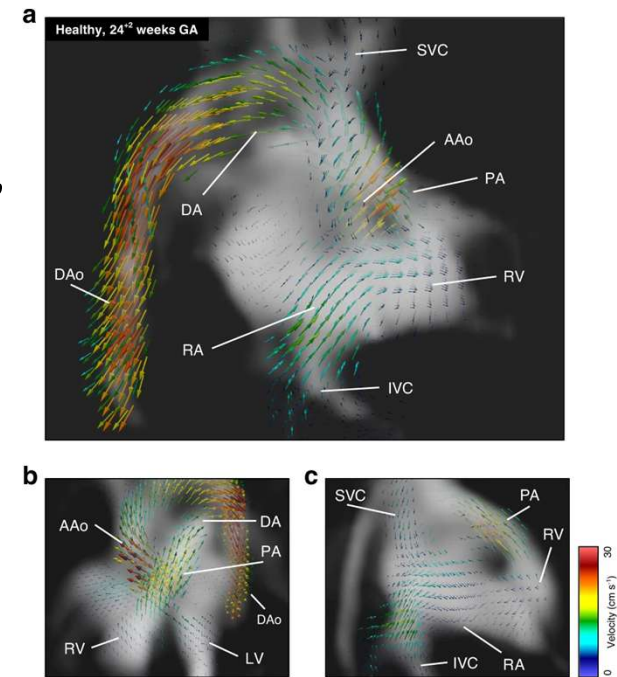 a
Healthy, 24+2 weeks GA
SVC
AAo
PA
DA
DAo
RV
RA
IVC
b
AAo
DA
PA
DAo
RV
LV
c
SVC
PA
RV
IVC
RA
30
Velocity (cm s⁻¹)
0